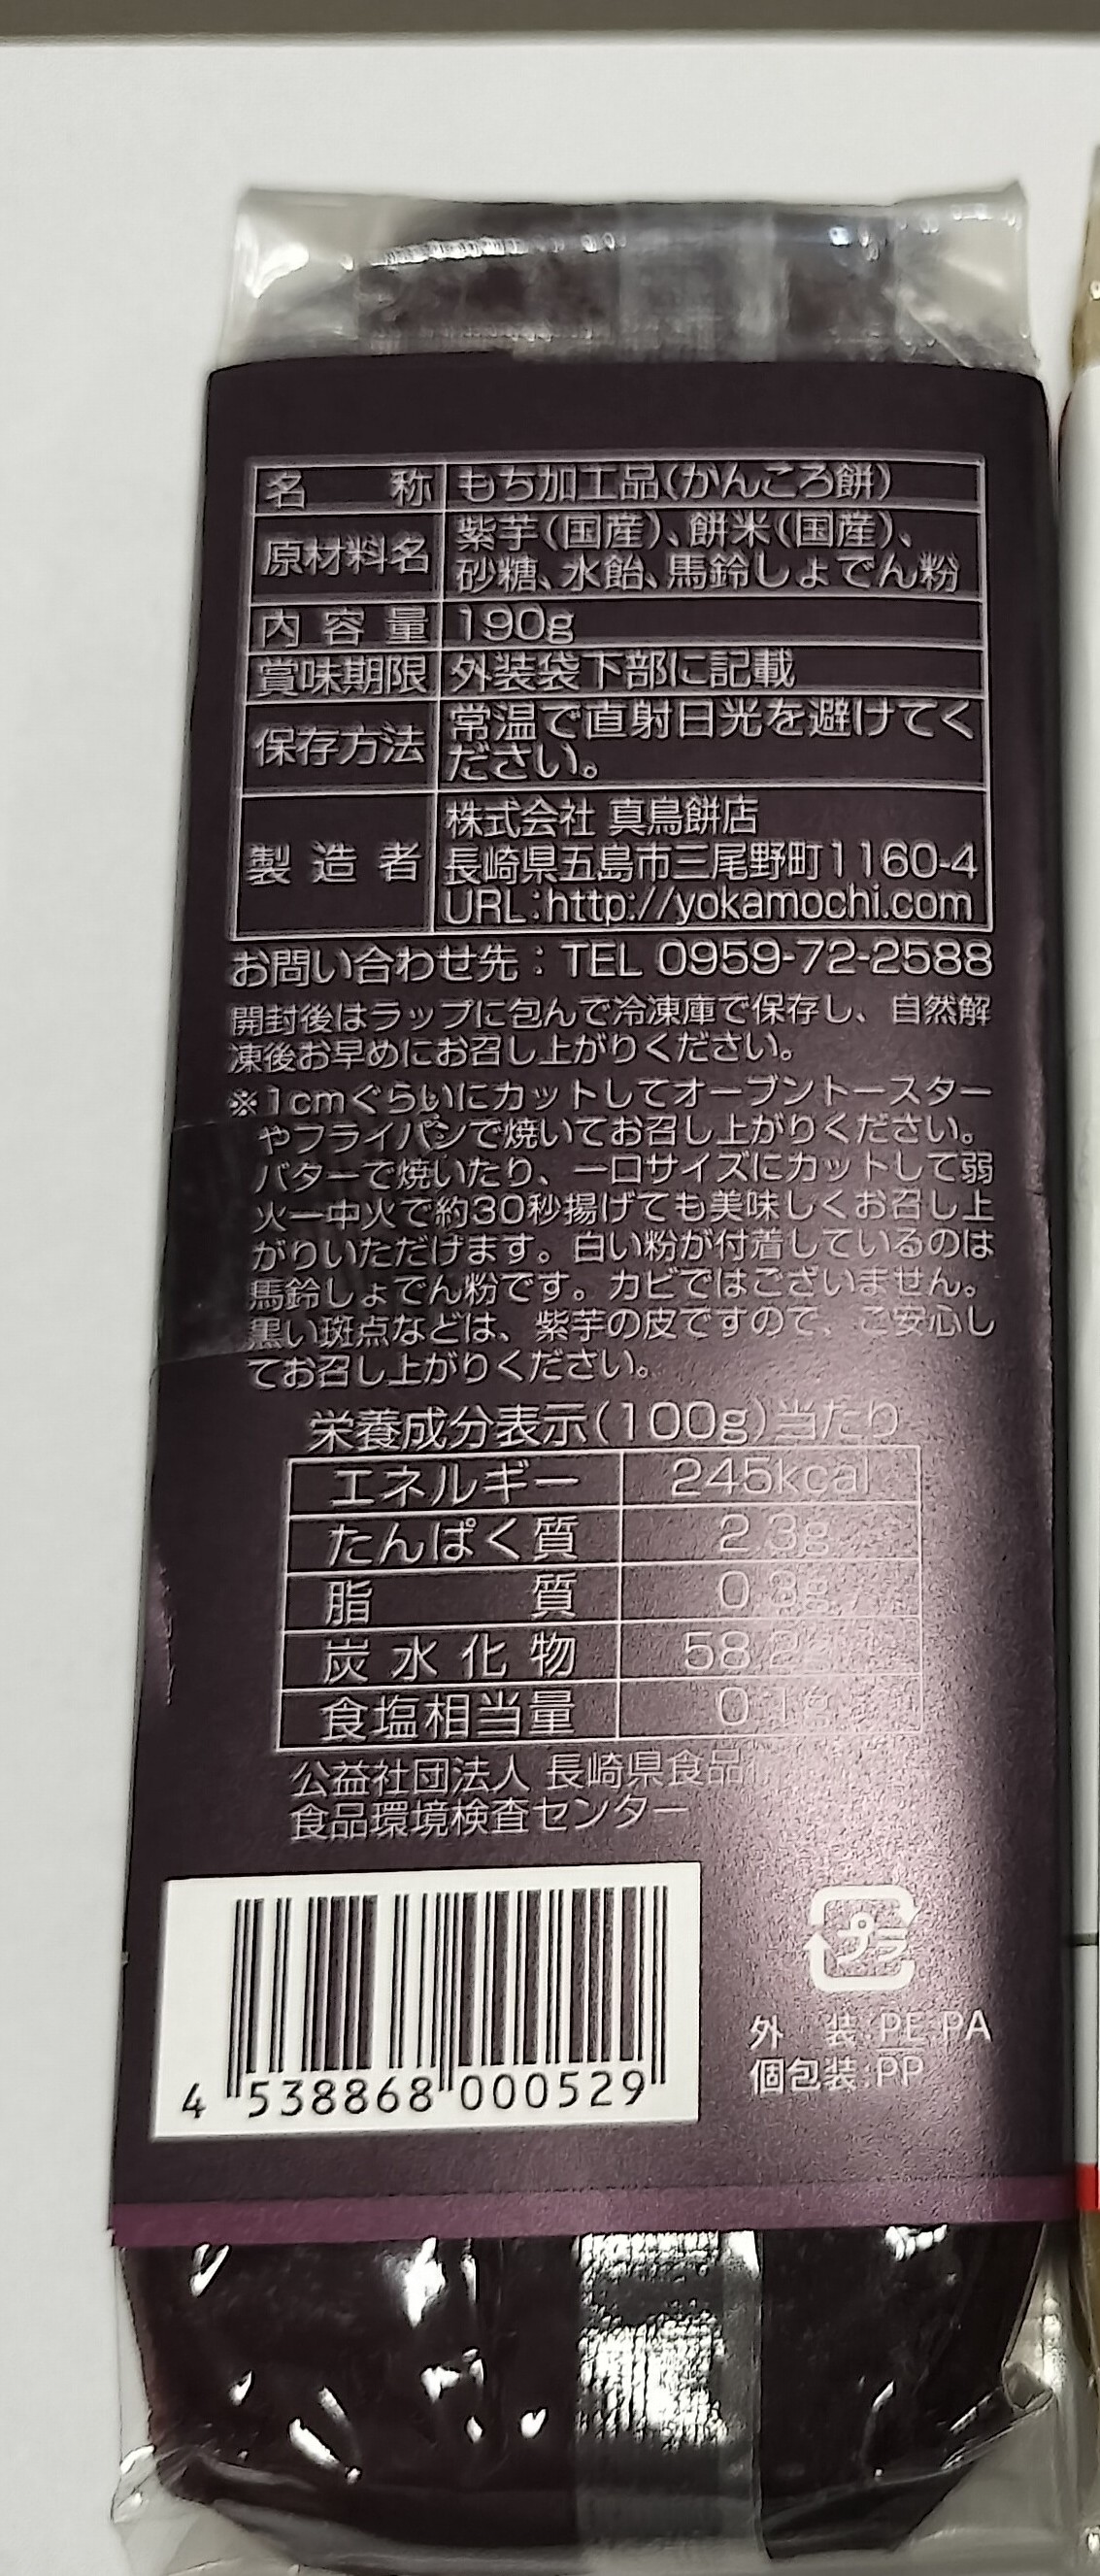 名 称 もち加工品(かんころ餅)
原材料名 紫芋(国産)、餅米(国産)、
砂糖、水飴、馬鈴しょでん粉
内容量 190g
賞味期限 外装袋下部に記載
保存方法 常温で直射日光を避けてく
ださい。
製造者 株式会社 真鳥餅店
長崎県五島市三尾野町1160-4
URL:http://yokamochi.com
お問い合わせ先：TEL 0959-72-2588
開封後はラップに包んで冷凍庫で保存し、自然解
凍後お早めにお召し上がりください。
※1cmぐらいにカットしてオーブントースター
やフライパンで焼いてお召し上がりください。
バターで焼いたり、一口サイズにカットして弱
火ー中火で約30秒揚げても美味しくお召し上
がりいただけます。白い粉が付着しているのは
馬鈴しょでん粉です。カビではございません。
黒い斑点などは、紫芋の皮ですので、ご安心し
てお召し上がりください。
栄養成分表示(100g)当たり
エネルギー 245kcal
たんぱく質 2.3g
脂質 0.3g
炭水化物 58.2g
食塩相当量 0.1g
公益社団法人 長崎県食品
食品環境検査センター
4 538868 000529
プラ
外 装:PE PA
個包装:PP